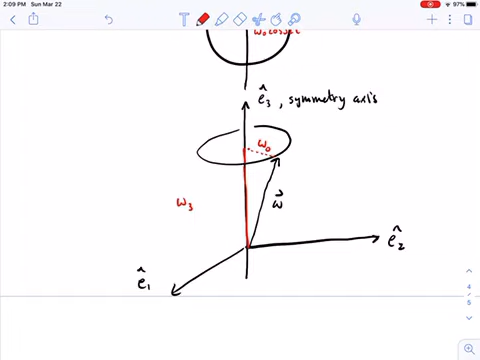 2:09 PM Sun Mar 22
97%
ê₃, symmetry axis
ω₀
ω₃
ω⃗
ê₂
ê₁
4
5